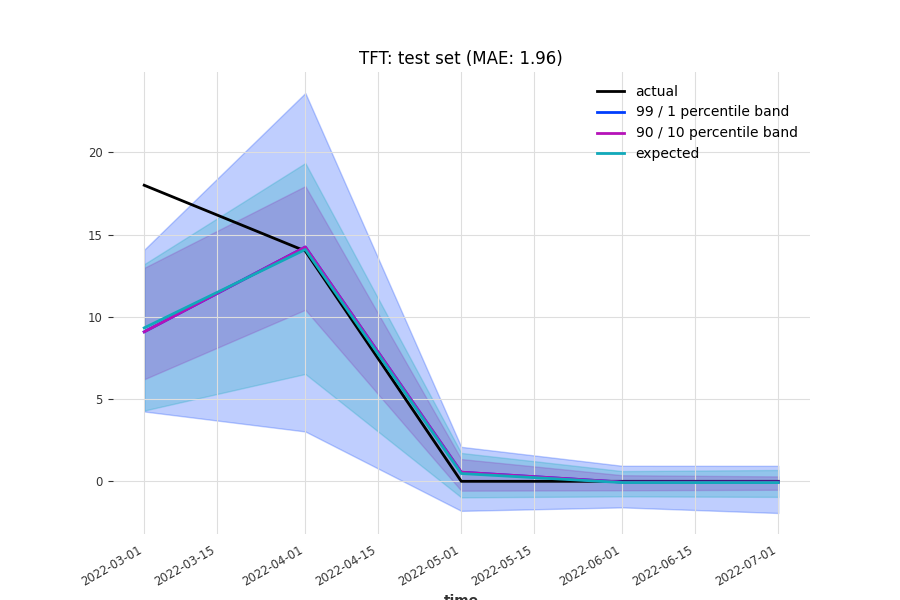 TFT: test set (MAE: 1.96)
actual
99 / 1 percentile band
90 / 10 percentile band
expected
20
15
10
5
0
2022-03-01
2022-03-15
2022-04-01
2022-04-15
2022-05-01
2022-05-15
2022-06-01
2022-06-15
2022-07-01
time